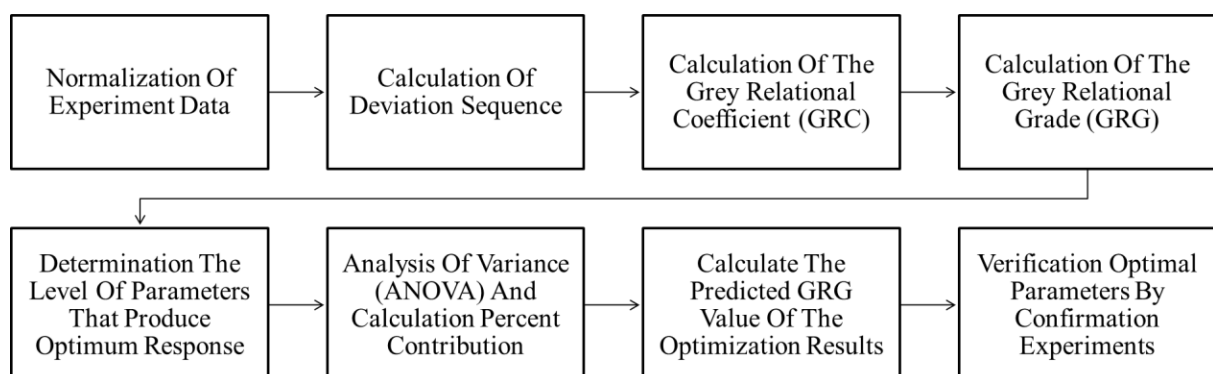 Normalization Of
Experiment Data
Calculation Of
Deviation Sequence
Calculation Of The
Grey Relational
Coefficient (GRC)
Calculation Of The
Grey Relational
Grade (GRG)
Determination The
Level Of Parameters
That Produce
Optimum Response
Analysis Of Variance
(ANOVA) And
Calculation Percent
Contribution
Calculate The
Predicted GRG
Value Of The
Optimization Results
Verification Optimal
Parameters By
Confirmation
Experiments